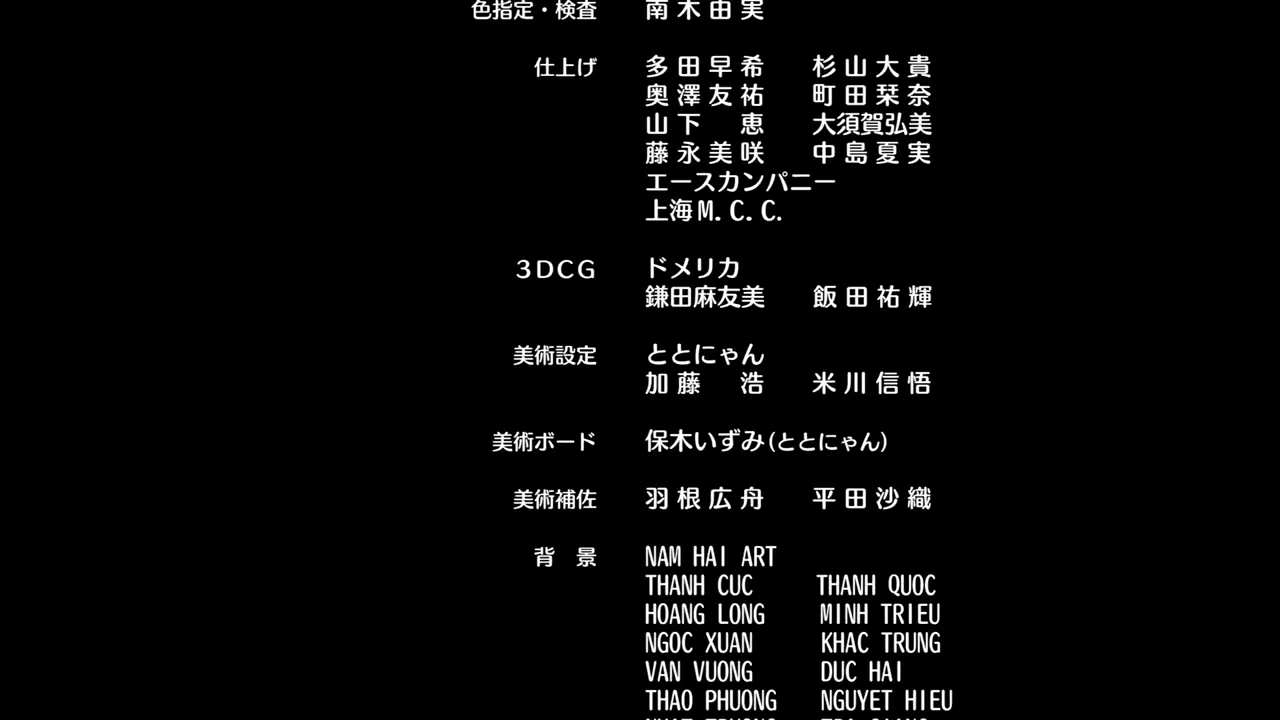 色指定・検査 南木由実
仕上げ 多田早希 杉山大貴
奥澤友祐 町田栞奈
山下 恵 大須賀弘美
藤永美咲 中島夏実
エースカンパニー
上海M.C.C.
3DCG ドメリカ
鎌田麻友美 飯田祐輝
美術設定 ととにゃん
加藤 浩 米川信悟
美術ボード 保木いずみ(ととにゃん)
美術補佐 羽根広舟 平田沙織
背景 NAM HAI ART
THANH CUC THANH QUOC
HOANG LONG MINH TRIEU
NGOC XUAN KHAC TRUNG
VAN VUONG DUC HAI
THAO PHUONG NGUYET HIEU